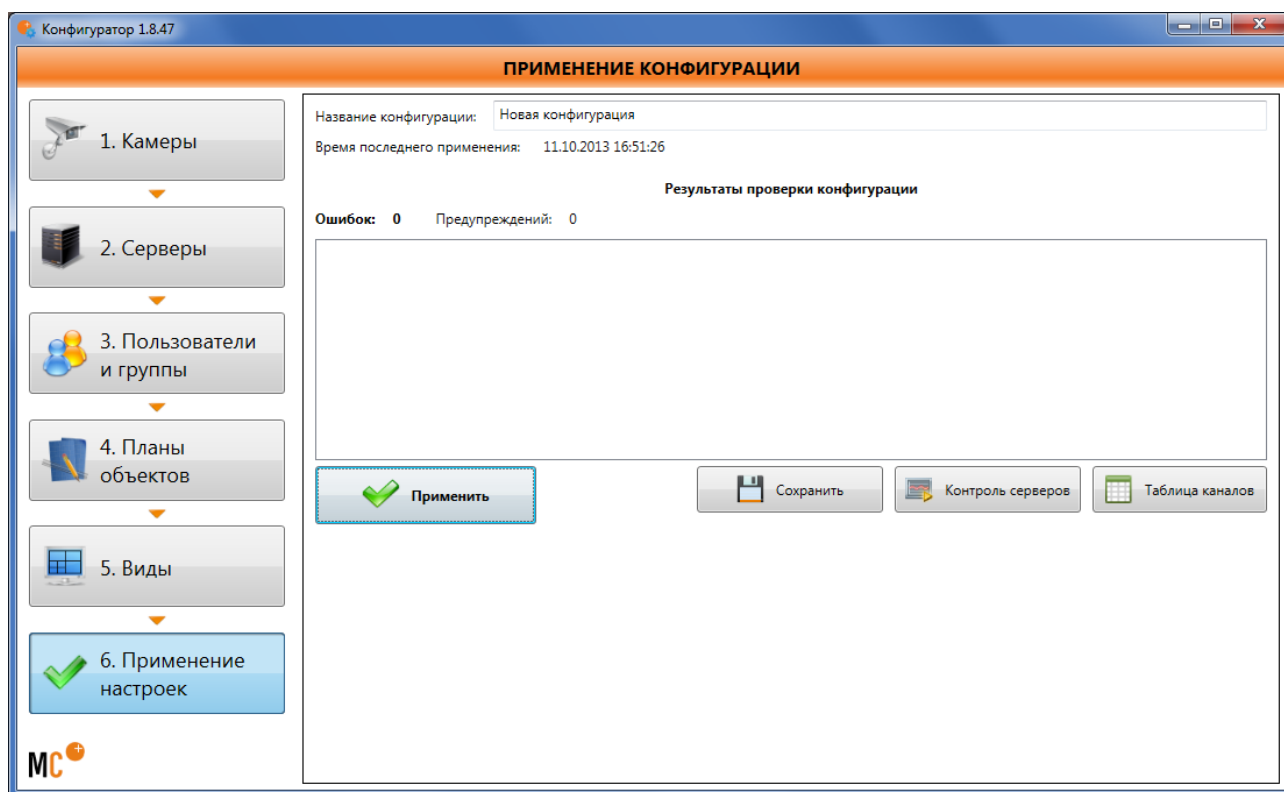 Конфигуратор 1.8.47
ПРИМЕНЕНИЕ КОНФИГУРАЦИИ
1. Камеры
2. Серверы
3. Пользователи
и группы
4. Планы
объектов
5. Виды
6. Применение
настроек
МС
Название конфигурации: Новая конфигурация
Время последнего применения: 11.10.2013 16:51:26
Результаты проверки конфигурации
Ошибок: 0 Предупреждений: 0
Применить Сохранить Контроль серверов Таблица каналов